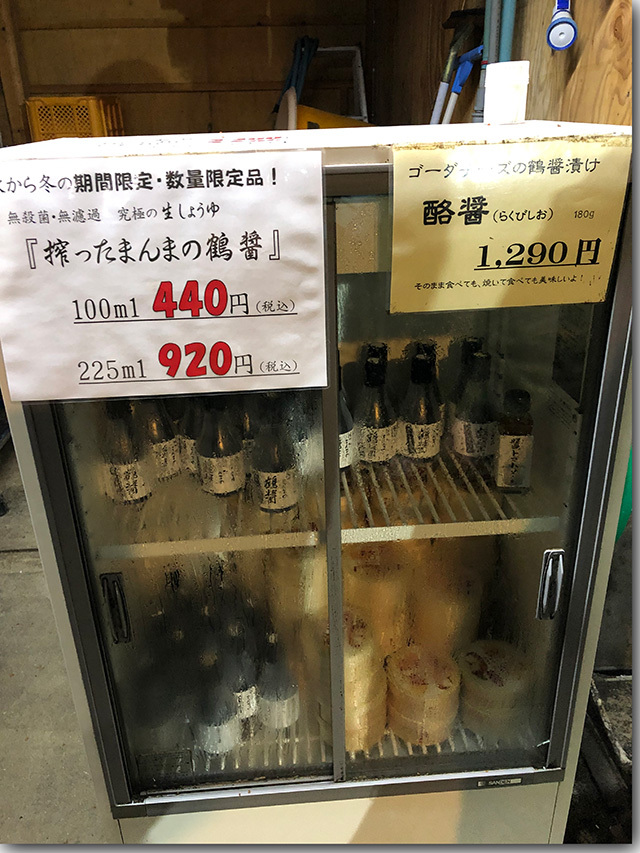 から冬の期間限定・数量限定品！
無殺菌・無濾過　究極の生しょうゆ
『搾ったまんまの鶴醤』
100ml 440円（税込）
225ml 920円（税込）
ゴーダチーズの鶴醤漬け
酪醤（らくびしお）　180g
1,290円
そのまま食べても、焼いて食べても美味しいよ！
鶴醤
SANDEN